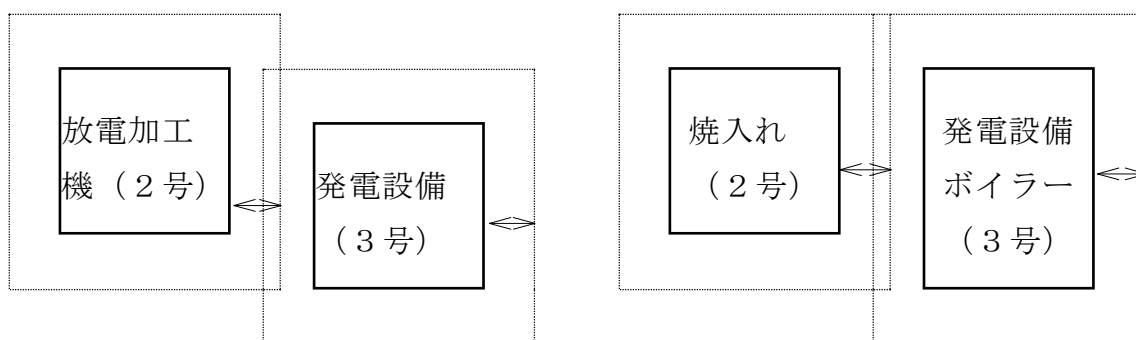 放電加工
機（２号）
発電設備
（３号）
焼入れ
（２号）
発電設備
ボイラー
（３号）